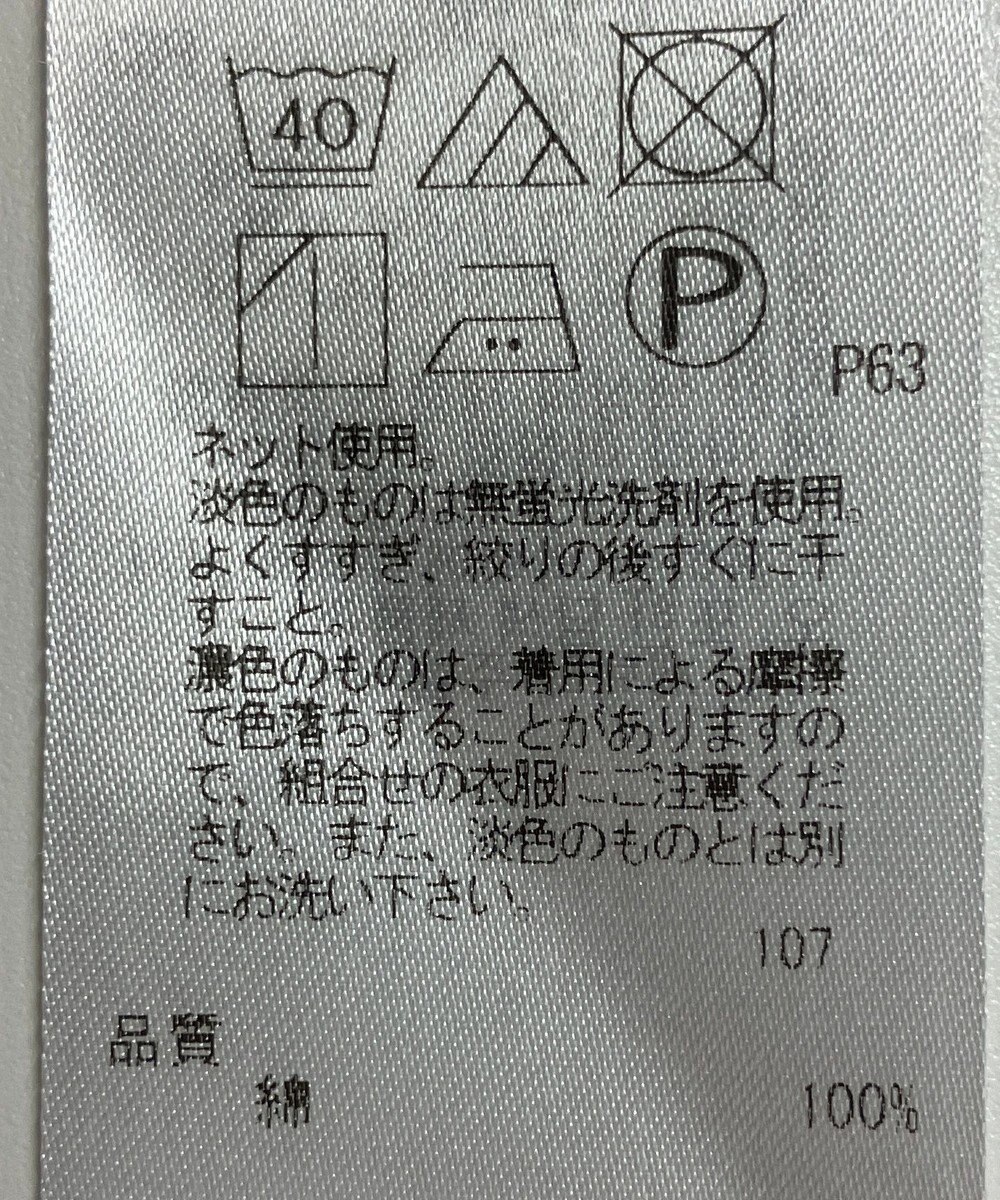 40
P
P63
ネット使用。
淡色のものは無蛍光洗剤を使用。
よくすすぎ、絞りの後すぐに干
すこと。
濃色のものは、着用による摩擦
で色落ちすることがありますの
で、組合せの衣服にご注意くだ
さい。また、淡色のものとは別
にお洗い下さい。
107
品質
綿 100%